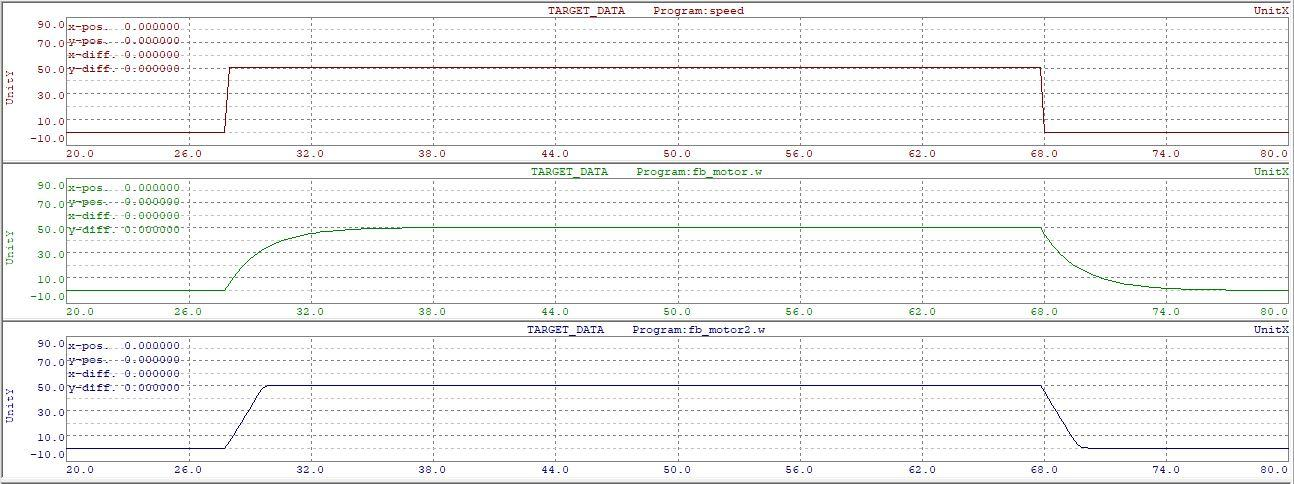 TARGET_DATA Program:speed UnitX
90.0 x-pos. 0.000000
70.0 y-pos. 0.000000
x-diff. 0.000000
50.0 y-diff. 0.000000
UnitY
30.0
10.0
-10.0
20.0 26.0 32.0 38.0 44.0 50.0 56.0 62.0 68.0 74.0 80.0
TARGET_DATA Program:fb_motor.w UnitX
90.0 x-pos. 0.000000
70.0 y-pos. 0.000000
x-diff. 0.000000
50.0 y-diff. 0.000000
UnitY
30.0
10.0
-10.0
20.0 26.0 32.0 38.0 44.0 50.0 56.0 62.0 68.0 74.0 80.0
TARGET_DATA Program:fb_motor2.w UnitX
90.0 x-pos. 0.000000
70.0 y-pos. 0.000000
x-diff. 0.000000
50.0 y-diff. 0.000000
UnitY
30.0
10.0
-10.0
20.0 26.0 32.0 38.0 44.0 50.0 56.0 62.0 68.0 74.0 80.0